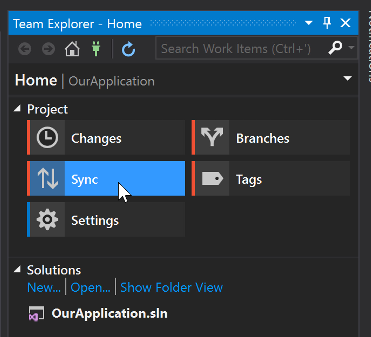 Team Explorer - Home
Search Work Items (Ctrl+')
Home | OurApplication
Project
Changes
Branches
Sync
Tags
Settings
Solutions
New... | Open... | Show Folder View
OurApplication.sln